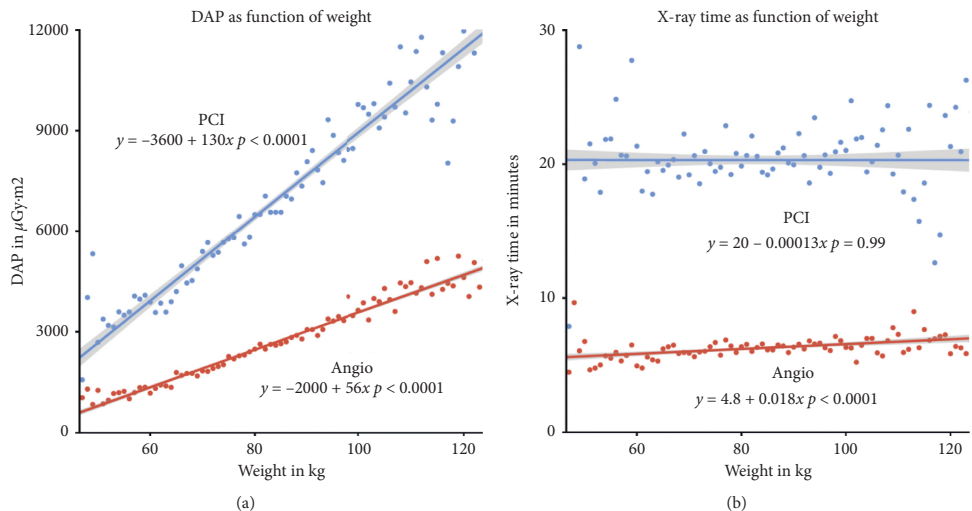 DAP as function of weight
12000
9000
6000
3000
0
DAP in µGy·m2
PCI
y = −3600 + 130x p < 0.0001
Angio
y = −2000 + 56x p < 0.0001
60
80
100
120
Weight in kg
(a)
X-ray time as function of weight
30
20
10
0
X-ray time in minutes
PCI
y = 20 – 0.00013x p = 0.99
Angio
y = 4.8 + 0.018x p < 0.0001
60
80
100
120
Weight in kg
(b)